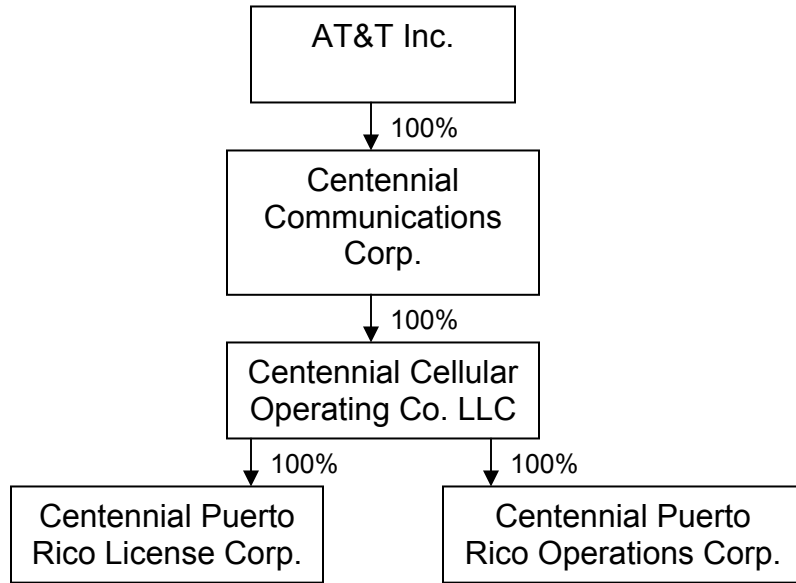 AT&T Inc.
100%
Centennial
Communications
Corp.
100%
Centennial Cellular
Operating Co. LLC
100%
100%
Centennial Puerto
Rico License Corp.
Centennial Puerto
Rico Operations Corp.